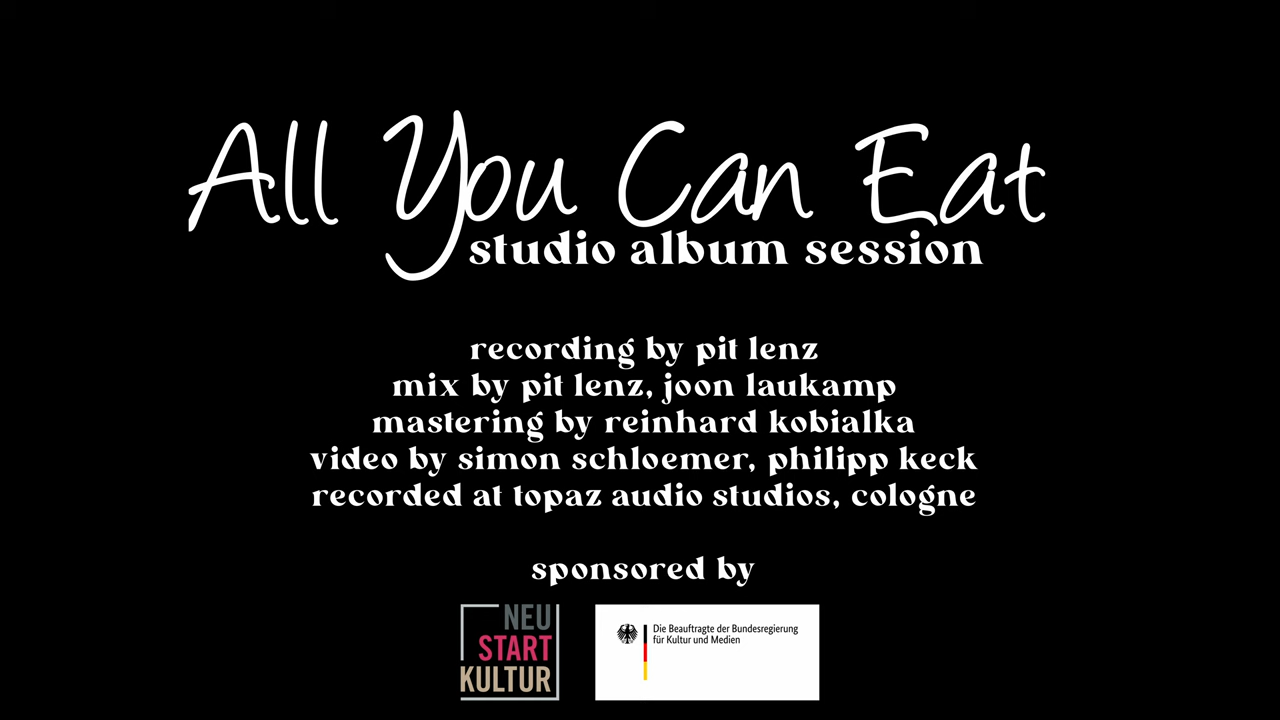 All You Can Eat
studio album session
recording by pit lenz
mix by pit lenz, joon laukamp
mastering by reinhard kobialka
video by simon schloemer, philipp keck
recorded at topaz audio studios, cologne
sponsored by
NEU
START
KULTUR
Die Beauftragte der Bundesregierung
für Kultur und Medien